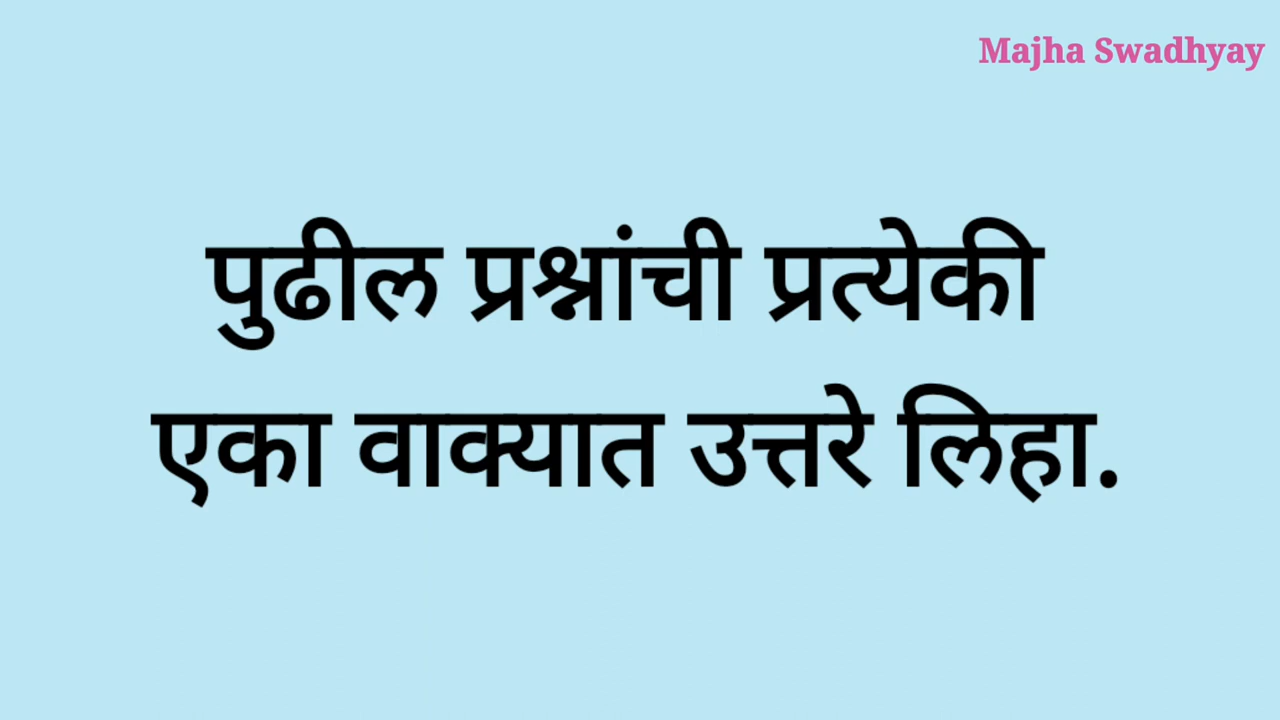 Majha Swadhyay
पुढील प्रश्नांची प्रत्येकी
एका वाक्यात उत्तरे लिहा.